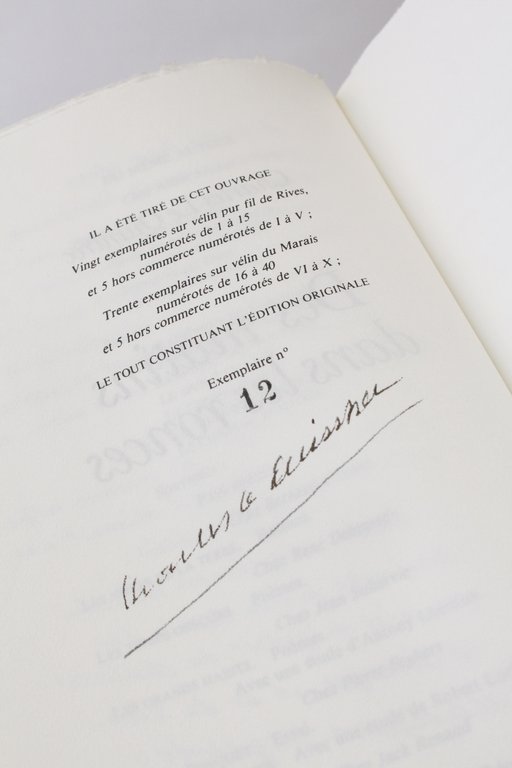 IL A ÉTÉ TIRÉ DE CET OUVRAGE
Vingt exemplaires sur vélin pur fil de Rives,
numérotés de 1 à 15
et 5 hors commerce numérotés de I à V ;
Trente exemplaires sur vélin du Marais
numérotés de 16 à 40
et 5 hors commerce numérotés de VI à X ;
LE TOUT CONSTITUANT L'ÉDITION ORIGINALE
Exemplaire n°
12